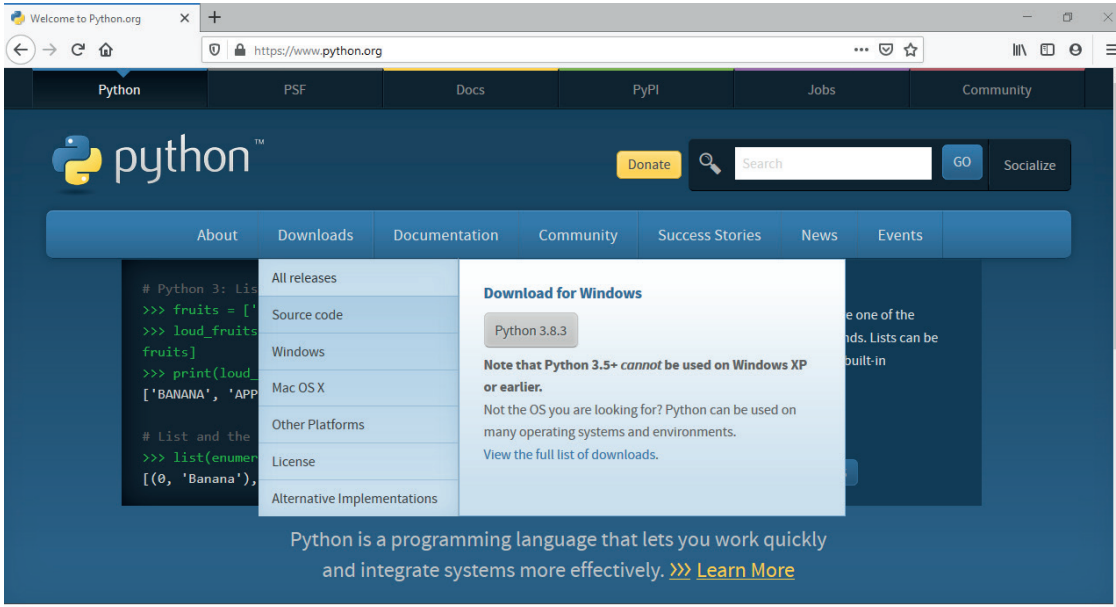 Welcome to Python.org
https://www.python.org
Python PSF Docs PyPI Jobs Community
python™
Donate Search GO Socialize
About Downloads Documentation Community Success Stories News Events
All releases
Source code
Windows
Mac OS X
Other Platforms
License
Alternative Implementations
Download for Windows
Python 3.8.3
Note that Python 3.5+ cannot be used on Windows XP
or earlier.
Not the OS you are looking for? Python can be used on
many operating systems and environments.
View the full list of downloads.
# Python 3: Lis
>>> fruits = ['
>>> loud_fruits
fruits]
>>> print(loud_
['BANANA', 'APP
# List and the
>>> list(enumer
[(0, 'Banana'),
e one of the
nds. Lists can be
built-in
Python is a programming language that lets you work quickly
and integrate systems more effectively. >>> Learn More